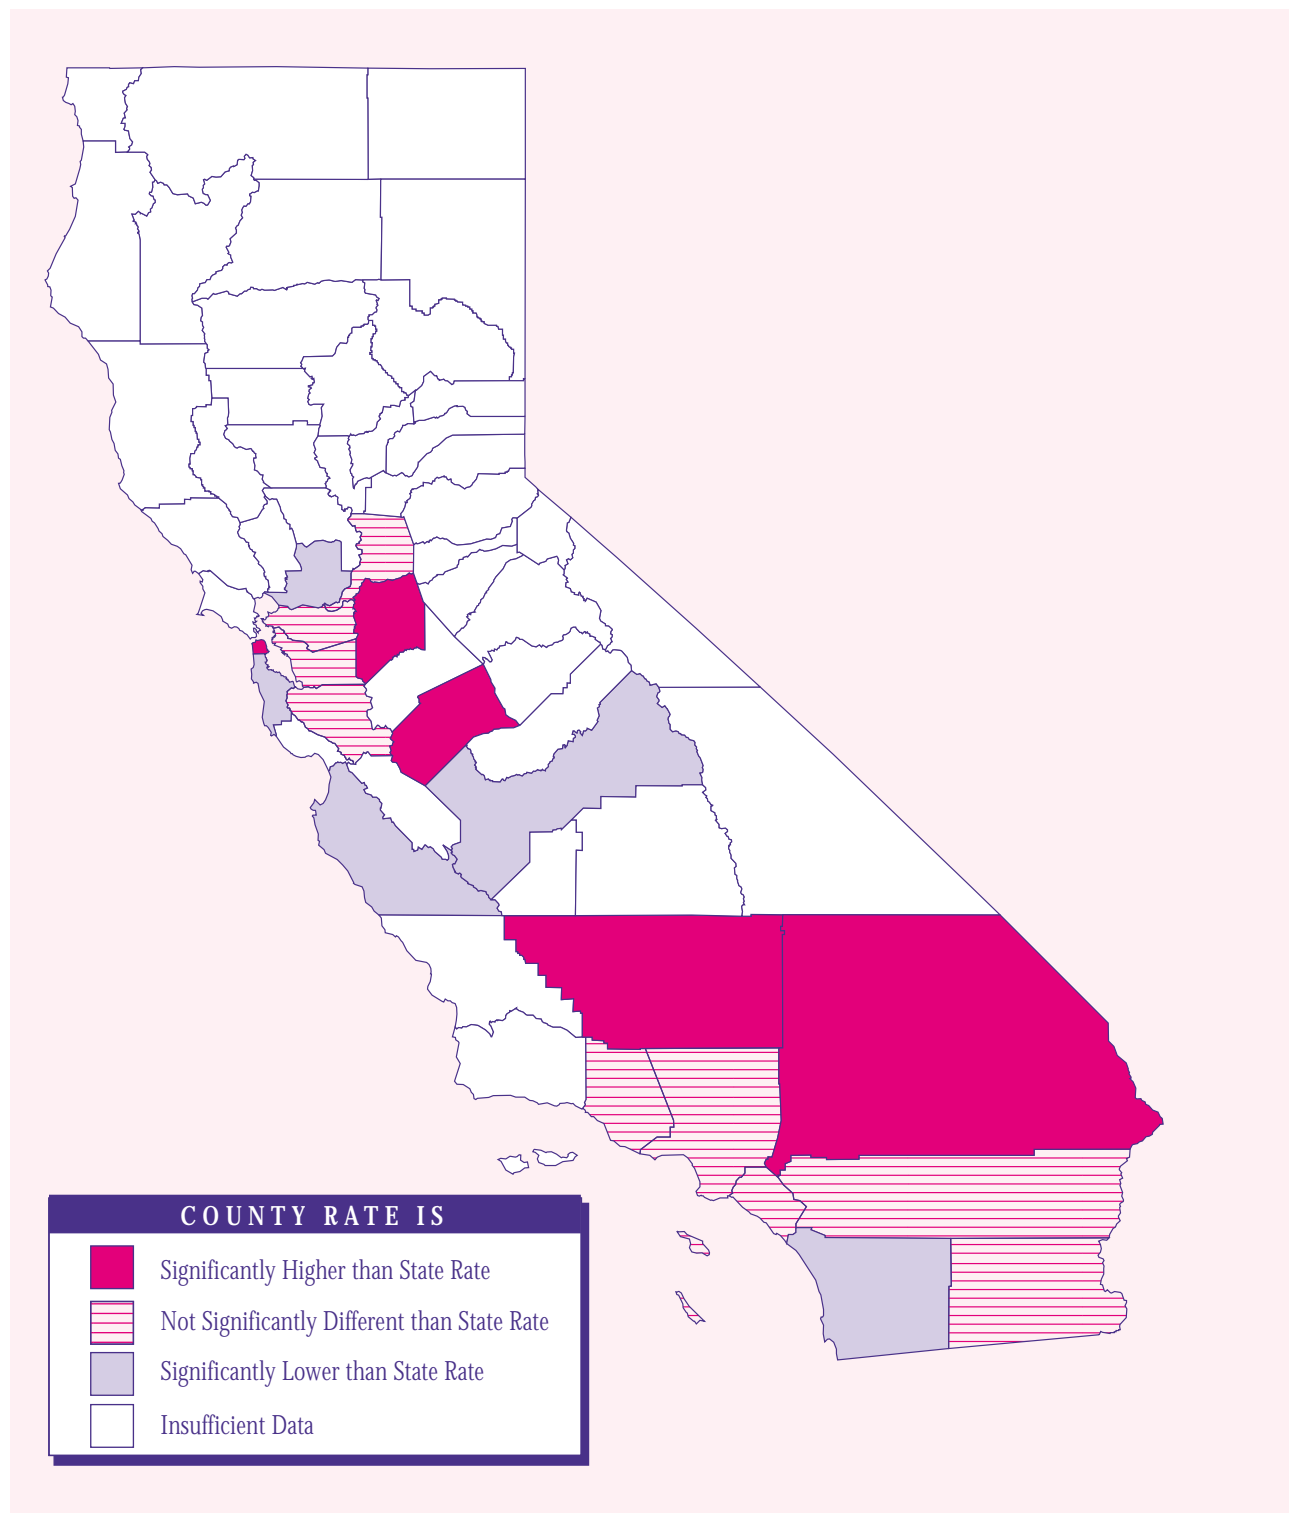 COUNTY RATE IS
Significantly Higher than State Rate
Not Significantly Different than State Rate
Significantly Lower than State Rate
Insufficient Data